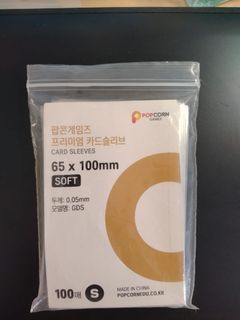 POPCORN
GAMES
팝콘게임즈
프리미엄 카드슬리브
CARD SLEEVES
65 x 100mm
SOFT
두께: 0.05mm
모델명: GDS
100매 S
MADE IN CHINA
POPCORNEDU.CO.KR